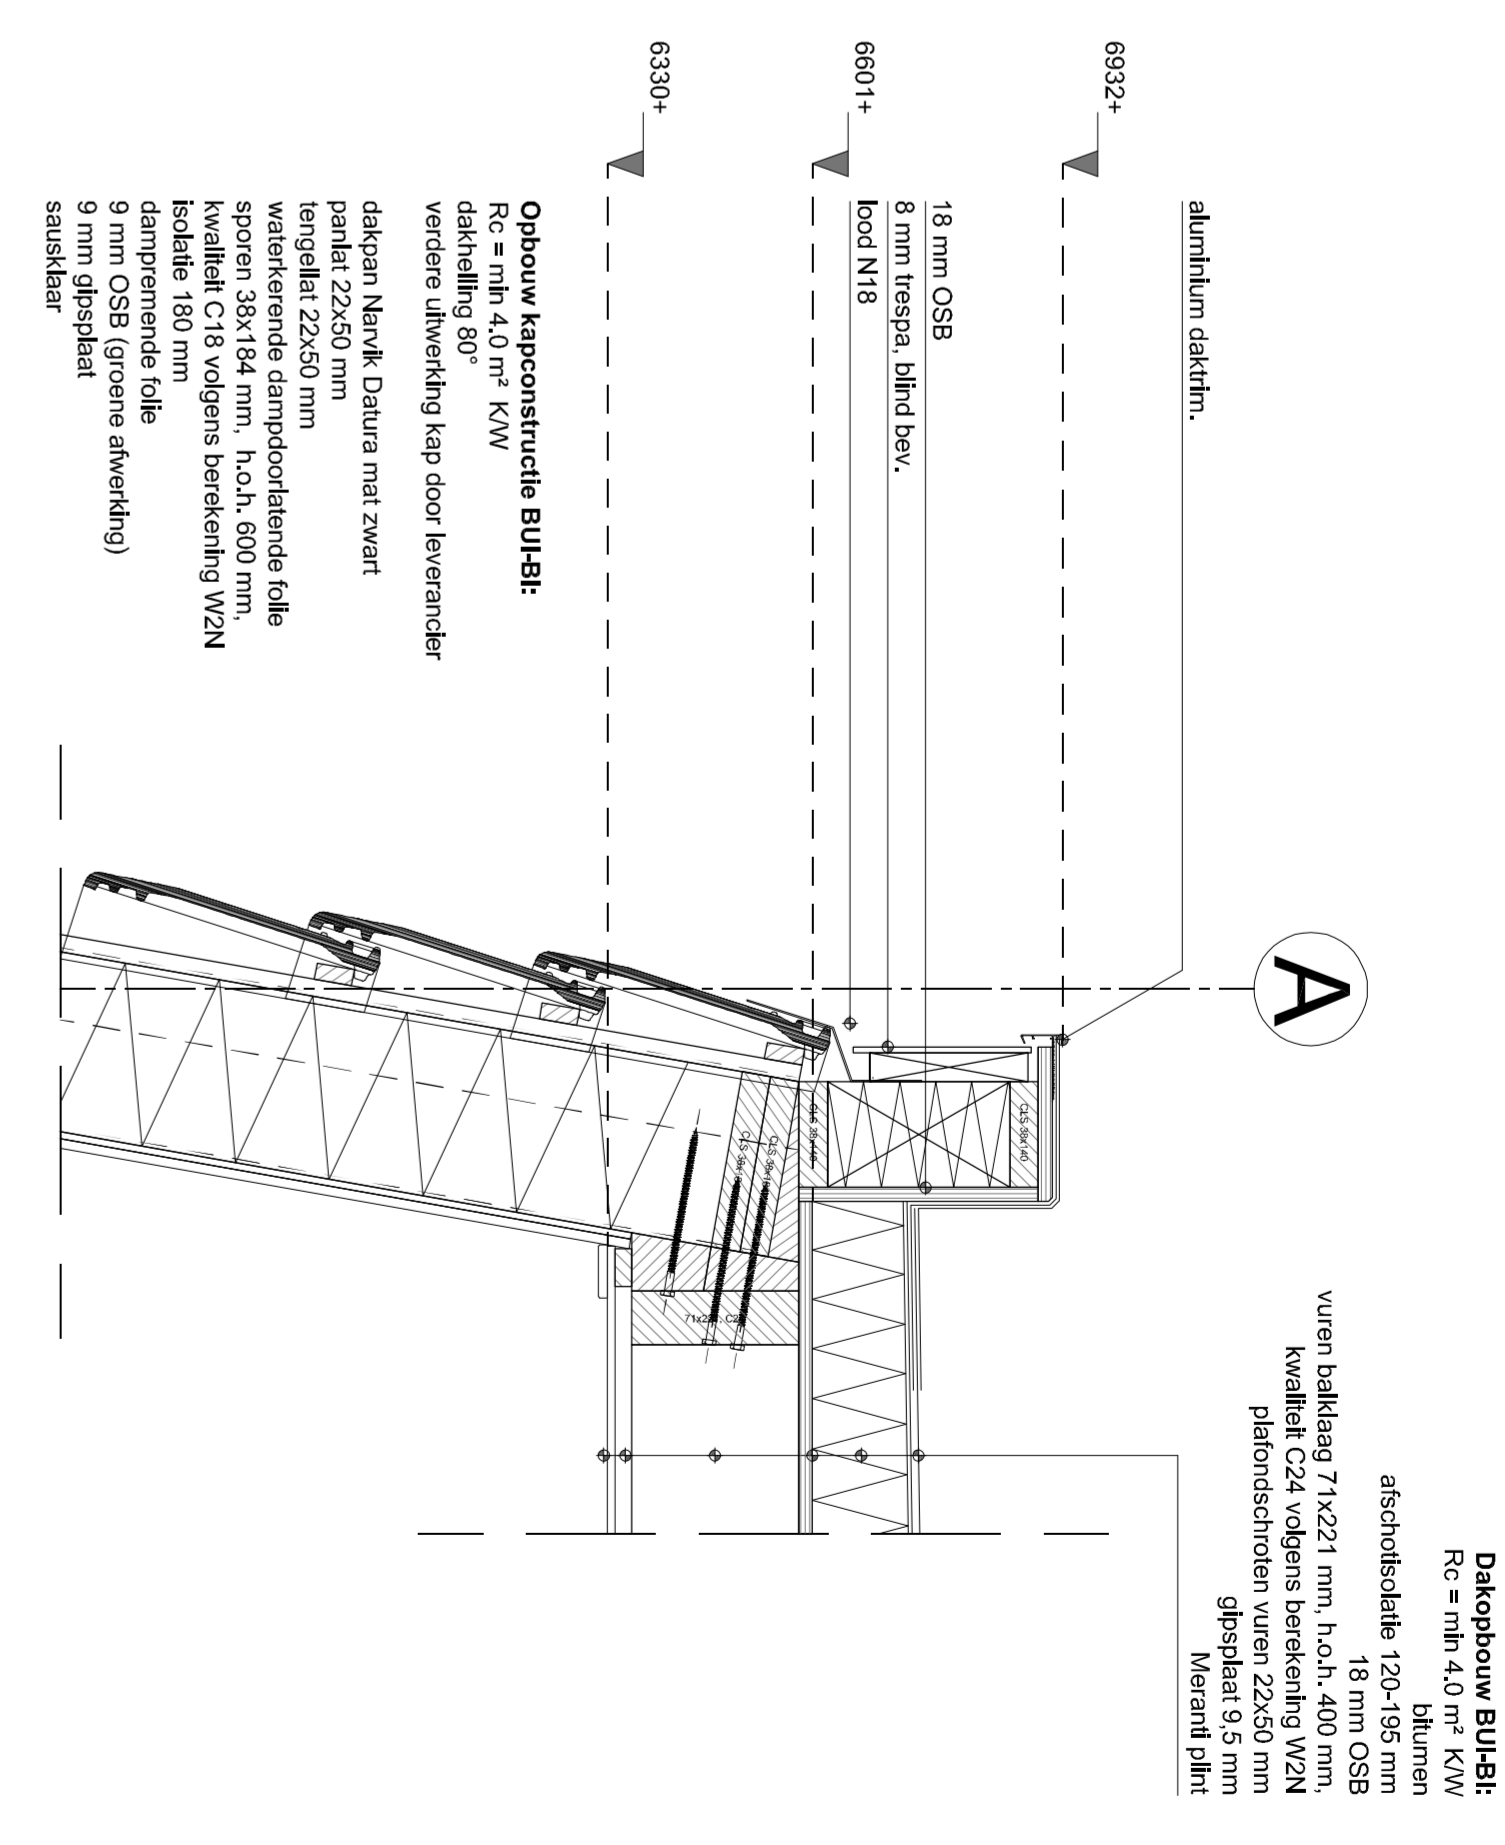 Dakopbouw BUI-BI:
Rc = min 4.0 m² K/W
bitumen
afschotisolatie 120-195 mm
18 mm OSB
vuren balklaag 71x221 mm, h.o.h. 400 mm,
kwaliteit C24 volgens berekening W2N
plafondschroten vuren 22x50 mm
gipsplaat 9,5 mm
Meranti plint
A
aluminium daktrim.
6932+
18 mm OSB
8 mm trespa, blind bev.
lood N18
6601+
6330+
CLS 38x140
CLS 38x140
Opbouw kapconstructie BUI-BI:
Rc = min 4.0 m² K/W
dakhelling 80°
verdere uitwerking kap door leverancier
dakpan Narvik Datura mat zwart
panlat 22x50 mm
tengellat 22x50 mm
waterkerende dampdoorlatende folie
sporen 38x184 mm, h.o.h. 600 mm,
kwaliteit C18 volgens berekening W2N
isolatie 180 mm
dampremende folie
9 mm OSB (groene afwerking)
9 mm gipsplaat
sausklaar